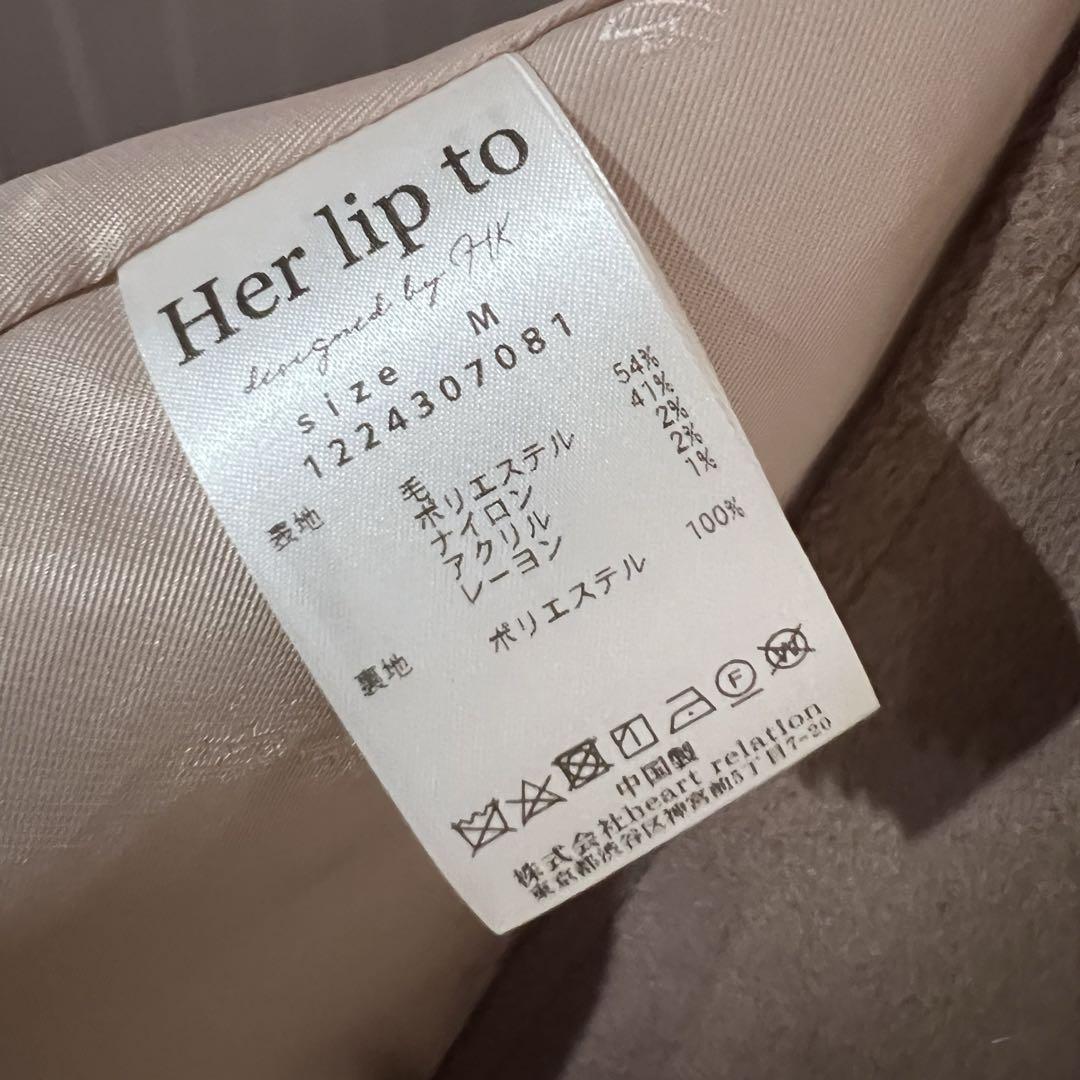 Her lip to
designed by HK
size M
1224307081
表地 毛 54%
ポリエステル 41%
ナイロン 2%
アクリル 2%
レーヨン 1%
裏地 ポリエステル 100%
F
中国製
株式会社heart relation
東京都渋谷区神宮前5丁目7-20